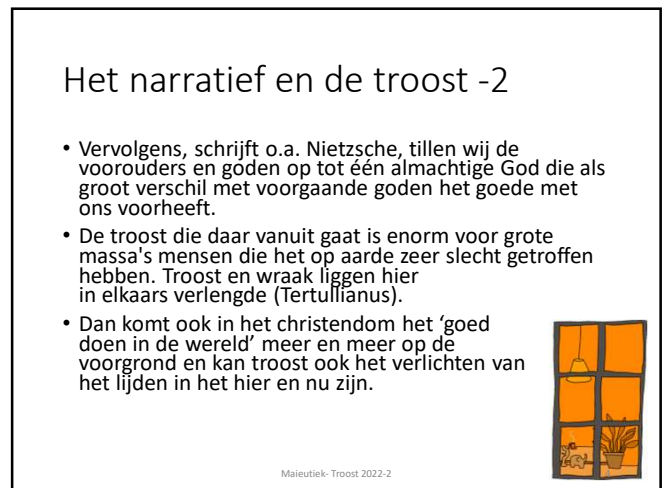 Het narratief en de troost -2
• Vervolgens, schrijft o.a. Nietzsche, tillen wij de
voorouders en goden op tot één almachtige God die als
groot verschil met voorgaande goden het goede met
ons voorheeft.
• De troost die daar vanuit gaat is enorm voor grote
massa's mensen die het op aarde zeer slecht getroffen
hebben. Troost en wraak liggen hier
in elkaars verlengde (Tertullianus).
• Dan komt ook in het christendom het ‘goed
doen in de wereld’ meer en meer op de
voorgrond en kan troost ook het verlichten van
het lijden in het hier en nu zijn.
Maieutiek- Troost 2022-2